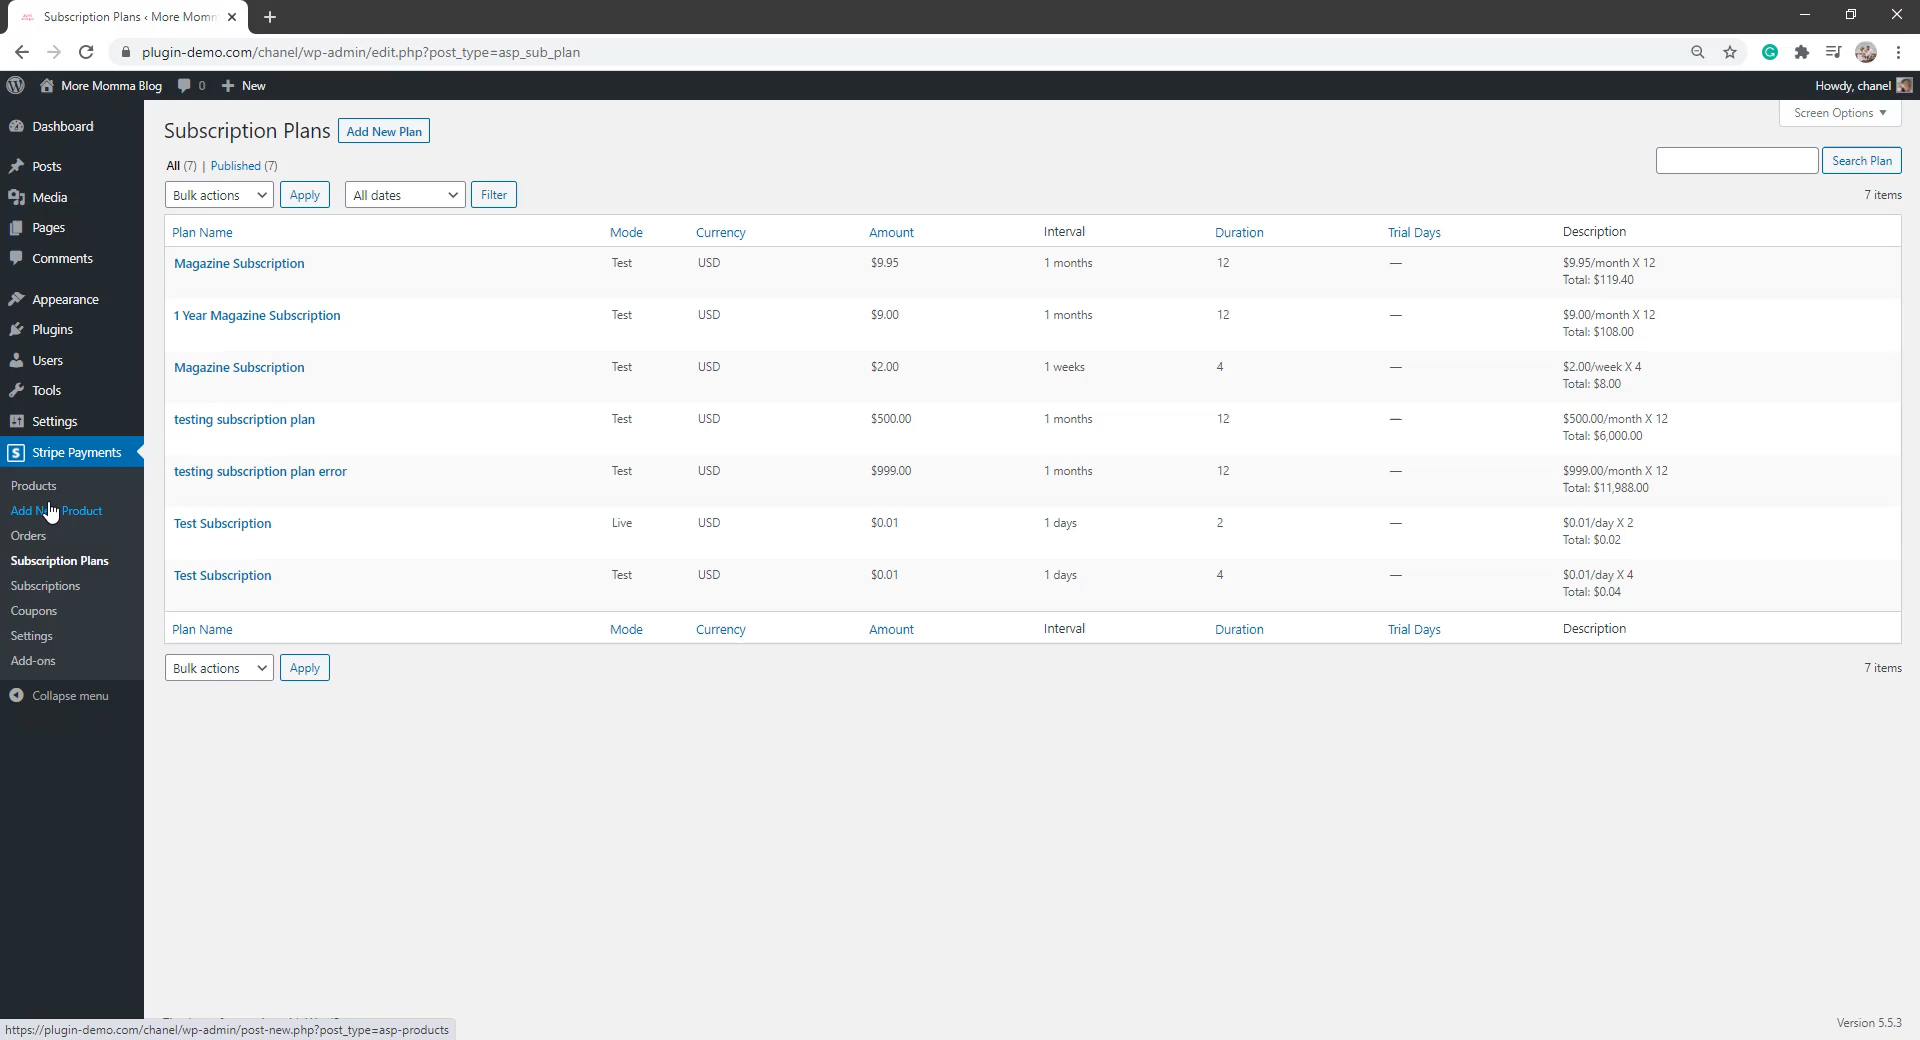 Subscription Plans ‹ More Momm
plugin-demo.com/chanel/wp-admin/edit.php?post_type=asp_sub_plan
More Momma Blog 0 New Howdy, chanel
Screen Options
Dashboard
Posts
Media
Pages
Comments
Appearance
Plugins
Users
Tools
Settings
Stripe Payments
Products
Add New Product
Orders
Subscription Plans
Subscriptions
Coupons
Settings
Add-ons
Collapse menu
Subscription Plans Add New Plan
All (7) | Published (7)
Search Plan
Bulk actions Apply All dates Filter 7 items
Plan Name Mode Currency Amount Interval Duration Trial Days Description
Magazine Subscription Test USD $9.95 1 months 12 — $9.95/month X 12
Total: $119.40
1 Year Magazine Subscription Test USD $9.00 1 months 12 — $9.00/month X 12
Total: $108.00
Magazine Subscription Test USD $2.00 1 weeks 4 — $2.00/week X 4
Total: $8.00
testing subscription plan Test USD $500.00 1 months 12 — $500.00/month X 12
Total: $6,000.00
testing subscription plan error Test USD $999.00 1 months 12 — $999.00/month X 12
Total: $11,988.00
Test Subscription Live USD $0.01 1 days 2 — $0.01/day X 2
Total: $0.02
Test Subscription Test USD $0.01 1 days 4 — $0.01/day X 4
Total: $0.04
Plan Name Mode Currency Amount Interval Duration Trial Days Description
Bulk actions Apply 7 items
https://plugin-demo.com/chanel/wp-admin/post-new.php?post_type=asp-products
Version 5.5.3